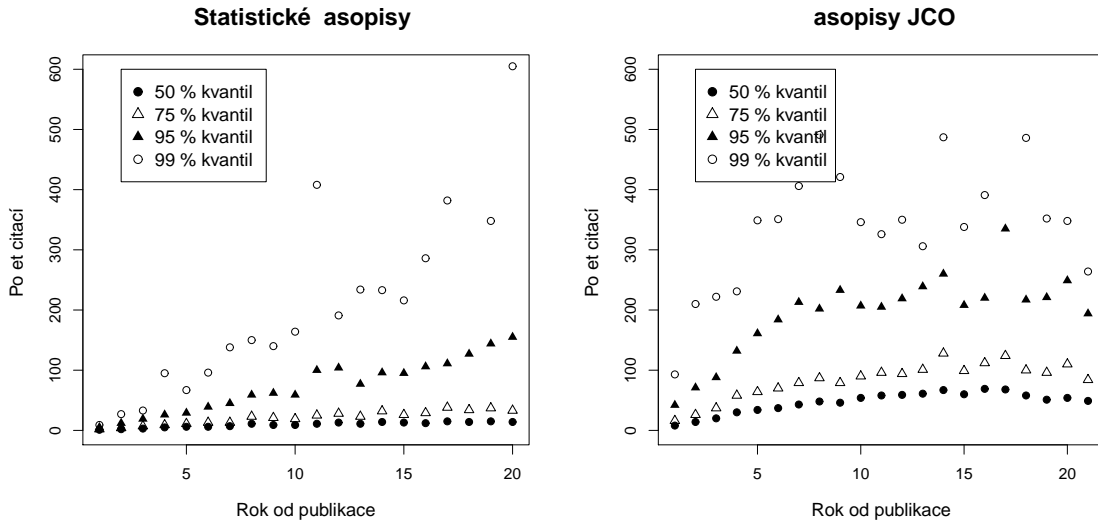 Statistické asopisy
Po et citací
600
500
400
300
200
100
0
50 % kvantil
75 % kvantil
95 % kvantil
99 % kvantil
5 10 15 20
Rok od publikace
asopisy JCO
Po et citací
600
500
400
300
200
100
0
50 % kvantil
75 % kvantil
95 % kvantil
99 % kvantil
5 10 15 20
Rok od publikace